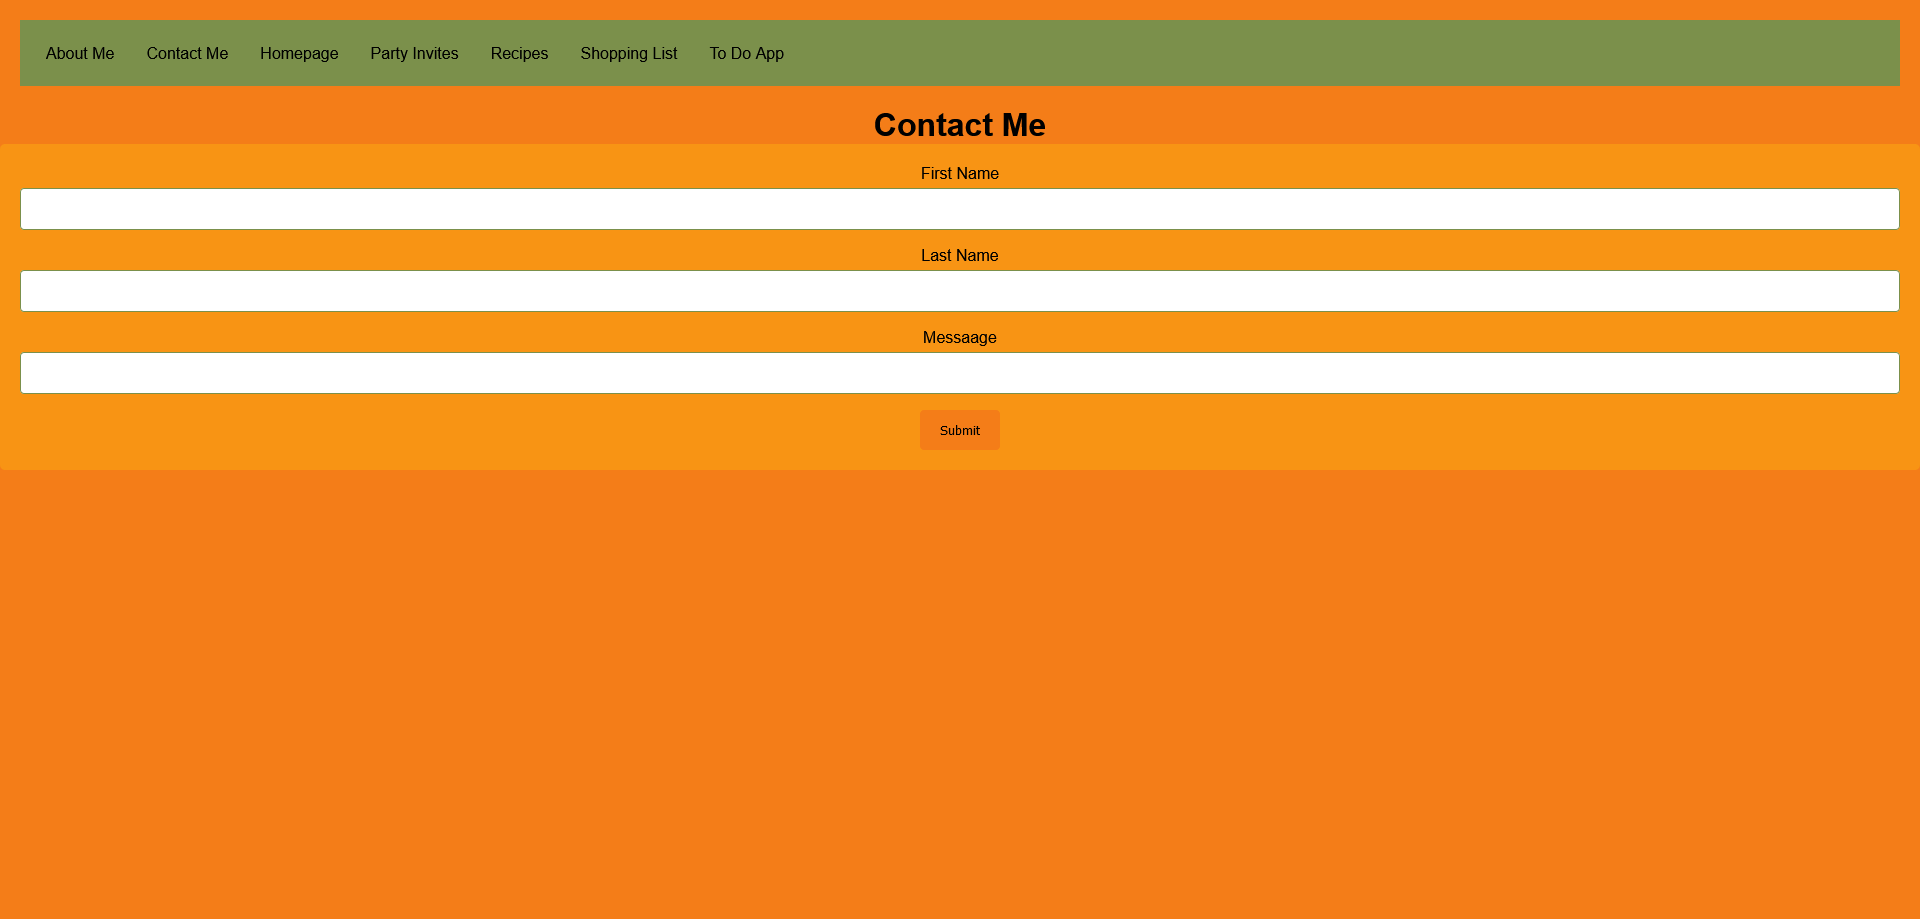 About Me Contact Me Homepage Party Invites Recipes Shopping List To Do App
Contact Me
First Name
Last Name
Messaage
Submit